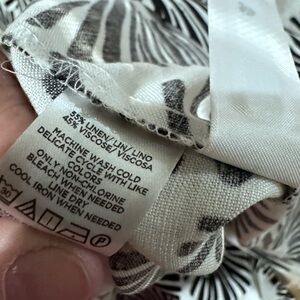 55% LINEN/LIN/LINO
45% VISCOSE/VISCOSA
MACHINE WASH COLD
DELICATE CYCLE WITH LIKE
COLORS
ONLY NON-CHLORINE
BLEACH WHEN NEEDED
LINE DRY
COOL IRON WHEN NEEDED